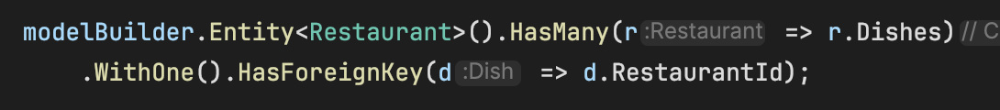 modelBuilder.Entity<Restaurant>().HasMany(r :Restaurant => r.Dishes) // C
.WithOne().HasForeignKey(d :Dish => d.RestaurantId);